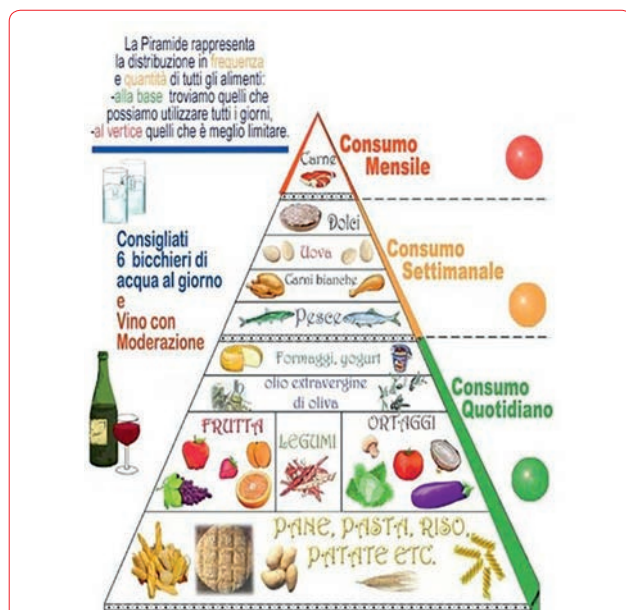 La Piramide rappresenta
la distribuzione in frequenza
e quantità di tutti gli alimenti:
-alla base troviamo quelli che
possiamo utilizzare tutti i giorni,
-al vertice quelli che è meglio limitare.
Consumo
Mensile
Carne
Dolci
Uova
Carni bianche
Pesce
Consumo
Settimanale
Consigliati
6 bicchieri di
acqua al giorno
e
Vino con
Moderazione
Formaggi, yogurt
olio extravergine
di oliva
Consumo
Quotidiano
FRUTTA
LEGUMI
ORTAGGI
PANE, PASTA, RISO,
PATATE ETC.